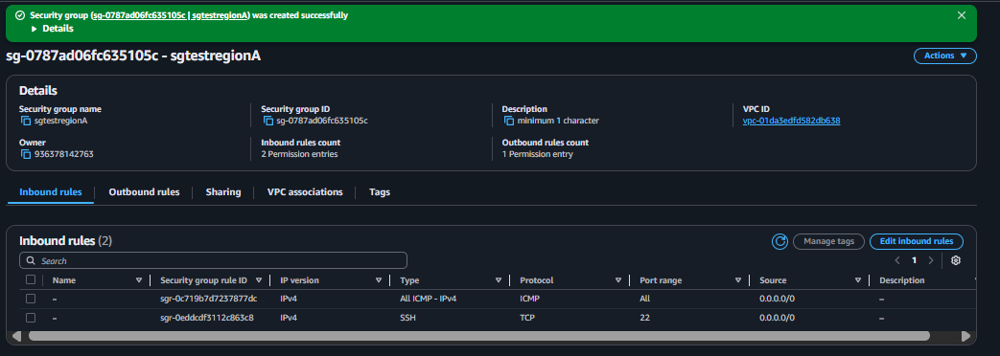 Security group (sg-0787ad06fc635105c | sgtestregionA) was created successfully
Details
sg-0787ad06fc635105c - sgtestregionA
Actions
Details
Security group name
sgtestregionA
Security group ID
sg-0787ad06fc635105c
Description
minimum 1 character
VPC ID
vpc-01da3edfd582db638
Owner
936378142763
Inbound rules count
2 Permission entries
Outbound rules count
1 Permission entry
Inbound rules
Outbound rules
Sharing
VPC associations
Tags
Inbound rules (2)
Manage tags
Edit inbound rules
Search
1
Name Security group rule ID IP version Type Protocol Port range Source Description
– sgr-0c719b7d7237877dc IPv4 All ICMP - IPv4 ICMP All 0.0.0.0/0 –
– sgr-0eddcdf3112c863c8 IPv4 SSH TCP 22 0.0.0.0/0 –